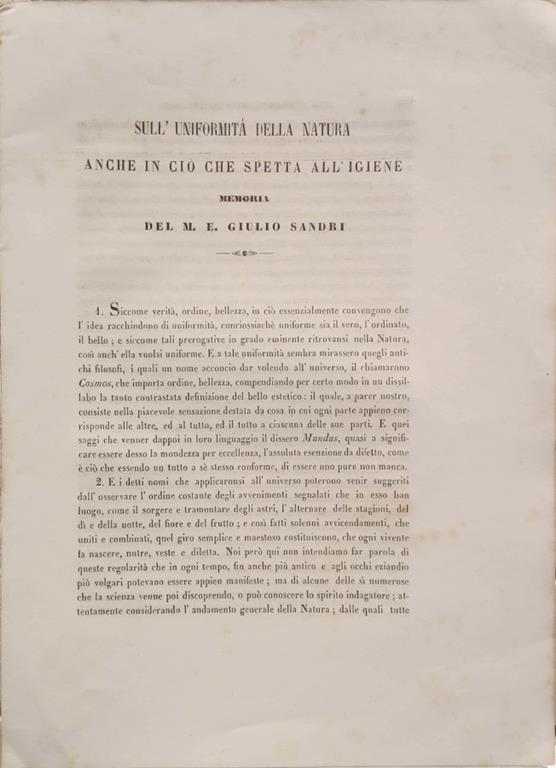 SULL' UNIFORMITÀ DELLA NATURA
ANCHE IN CIÒ CHE SPETTA ALL'IGIENE
MEMORIA
DEL M. E. GIULIO SANDRI
1. Siccome verità, ordine, bellezza, in ciò essenzialmente convengono che
l' idea racchindono di uniformità, conciossiachè uniforme sia il vero, l' ordinato,
il bello ; e siccome tali prerogative in grado eminente ritrovansi nella Natura,
così anch' ella vuolsi uniforme. E a tale uniformità sembra mirassero quegli anti-
chi filosofi, i quali un nome acconcio dar volendo all' universo, il chiamarono
Cosmos, che importa ordine, bellezza, compendiando per certo modo in un dissil-
labo la tanto contrastata definizione del bello estetico : il quale, a parer nostro,
consiste nella piacevole sensazione destata da cosa in cui ogni parte appieno cor-
risponde alle altre, ed al tutto, ed il tutto a ciascuna delle sue parti. E quei
saggi che venner dappoi in loro linguaggio il dissero Mundus, quasi a signifi-
care essere desso la mondezza per eccellenza, l'assoluta esenzione da difetto, come
è ciò che essendo un tutto a sè stesso conforme, di essere uno pure non manca.
2. E i detti nomi che applicaronsi all' universo poterono venir suggeriti
dall' osservare l' ordine costante degli avvenimenti segnalati che in esso han
luogo, come il sorgere e tramontare degli astri, l' alternare delle stagioni, del
dì e della notte, del fiore e del frutto ; e così fatti solenni avvicendamenti, che
uniti e combinati, quel giro semplice e maestoso costituiscono, che ogni vivente
fa nascere, nutre, veste e diletta. Noi però qui non intendiamo far parola di
queste regolarità che in ogni tempo, fin anche più antico e agli occhi eziandio
più volgari potevano essere appien manifeste ; ma di alcune delle sì numerose
che la scienza venne poi discoprendo, o può conoscere lo spirito indagatore ; at-
tentamente considerando l' andamento generale della Natura ; dalle quali tutte